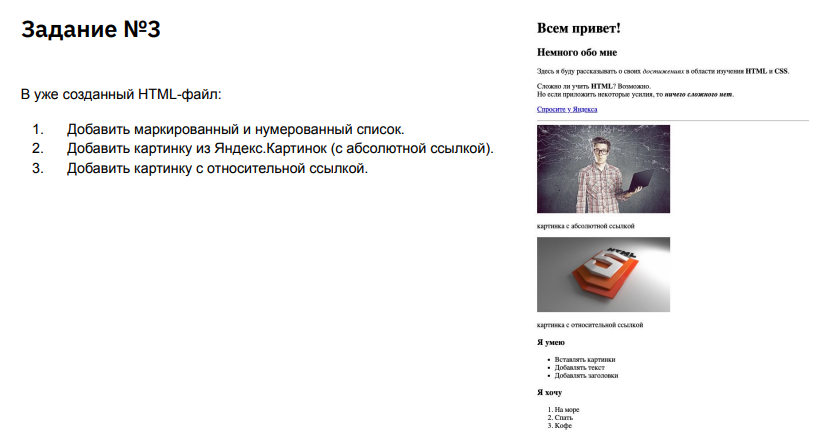 Задание №3
В уже созданный HTML-файл:
1. Добавить маркированный и нумерованный список.
2. Добавить картинку из Яндекс.Картинок (с абсолютной ссылкой).
3. Добавить картинку с относительной ссылкой.
Всем привет!
Немного обо мне
Здесь я буду рассказывать о своих достижениях в области изучения HTML и CSS.
Сложно ли учить HTML? Возможно.
Но если приложить некоторые усилия, то ничего сложного нет.
Спросите у Яндекса
картинка с абсолютной ссылкой
HTML
5
картинка с относительной ссылкой
Я умею
• Вставлять картинки
• Добавлять текст
• Добавлять заголовки
Я хочу
1. На море
2. Спать
3. Кофе